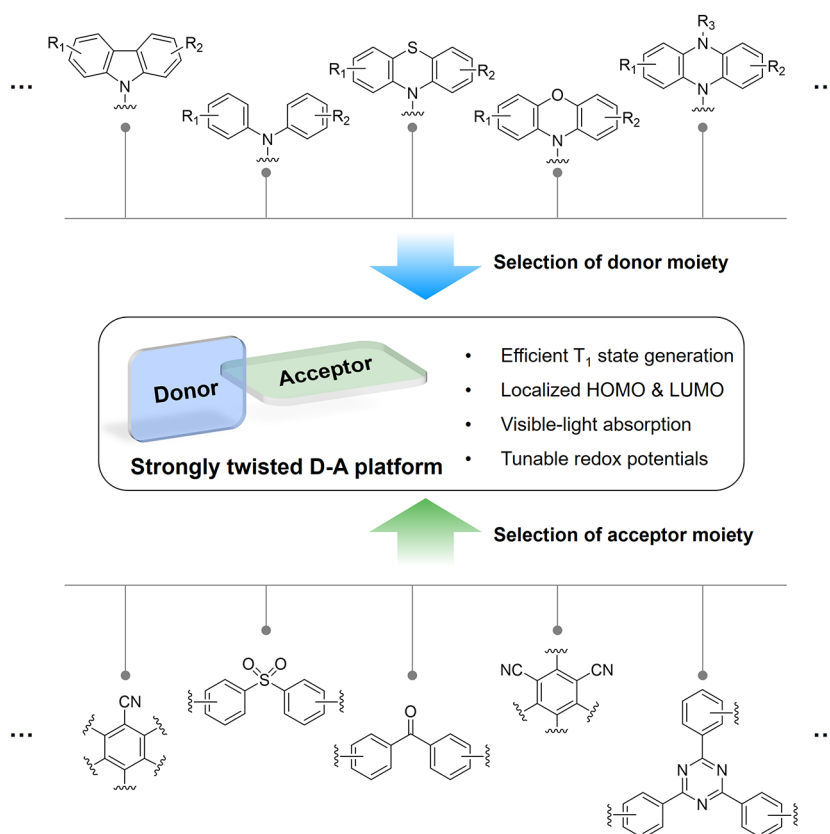 R1
R2
N
R1
R2
N
S
R1
R2
N
O
R1
R2
N
R3
N
R1
R2
N
...
..
Selection of donor moiety
Donor
Acceptor
Strongly twisted D-A platform
• Efficient T1 state generation
• Localized HOMO & LUMO
• Visible-light absorption
• Tunable redox potentials
Selection of acceptor moiety
CN
O O
S
O
NC CN
N N
N
...
..